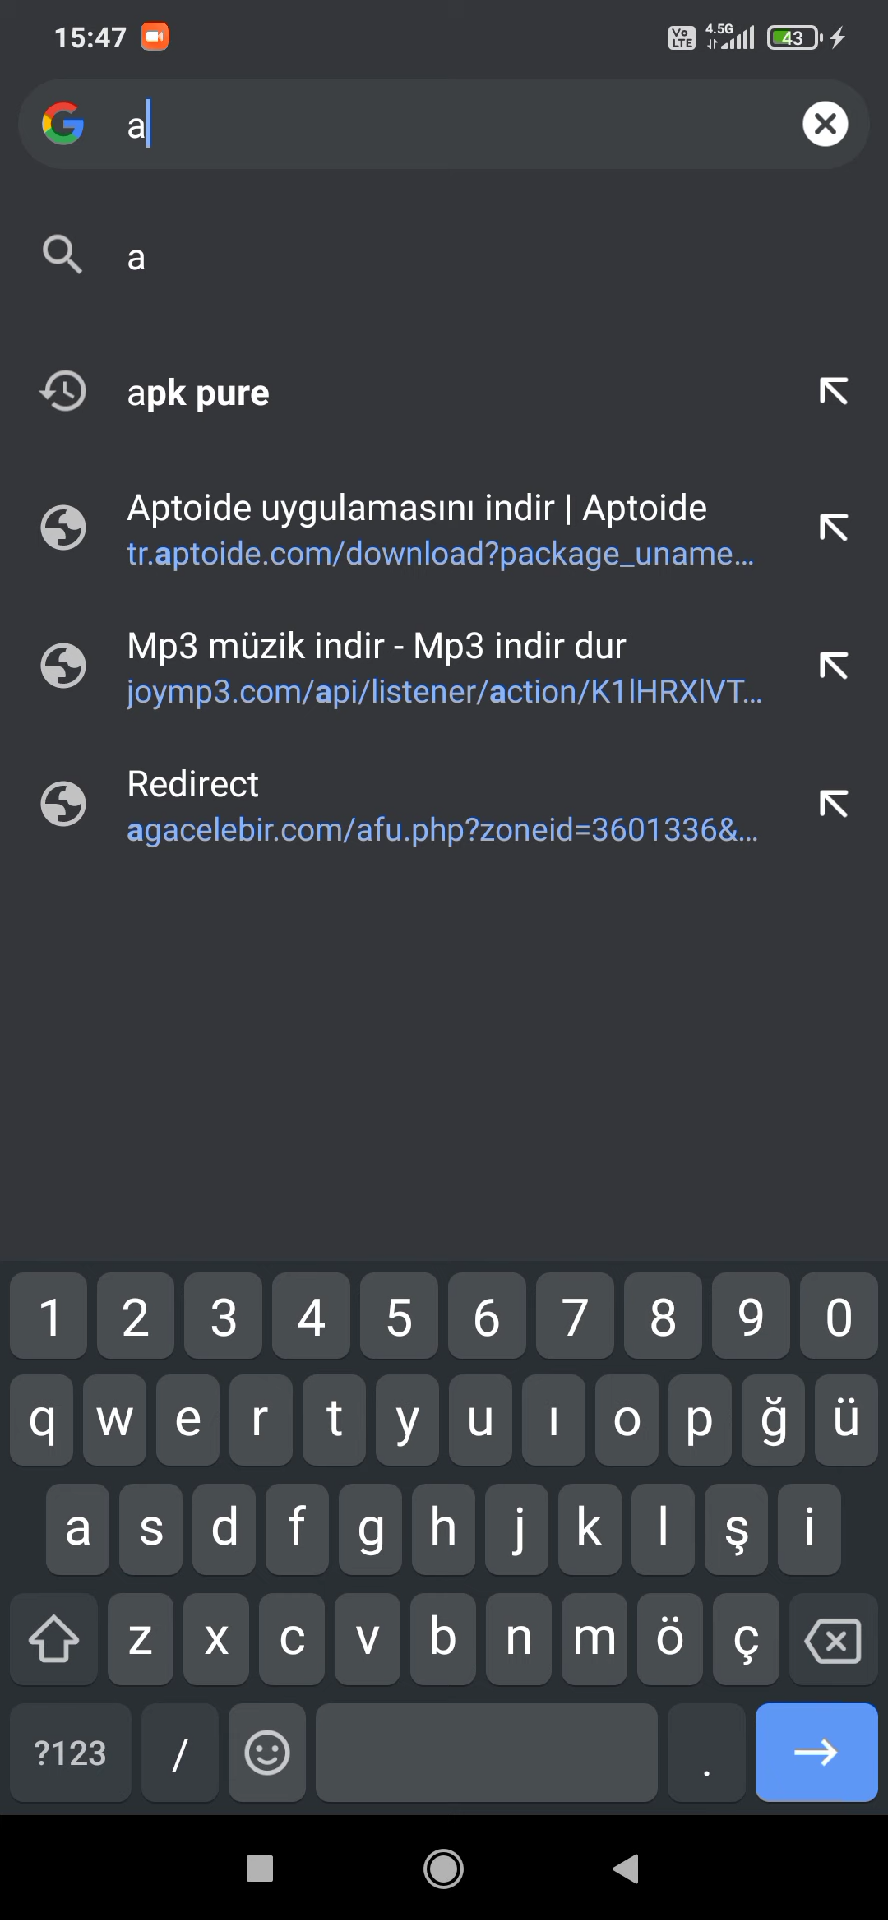 15:47
Vo LTE 4.5G 43
a
a
apk pure
Aptoide uygulamasını indir | Aptoide
tr.aptoide.com/download?package_uname...
Mp3 müzik indir - Mp3 indir dur
joymp3.com/api/listener/action/K1lHRXlVT...
Redirect
agacelebir.com/afu.php?zoneid=3601336&...
1 2 3 4 5 6 7 8 9 0
q w e r t y u ı o p ğ ü
a s d f g h j k l ş i
z x c v b n m ö ç
?123 / .